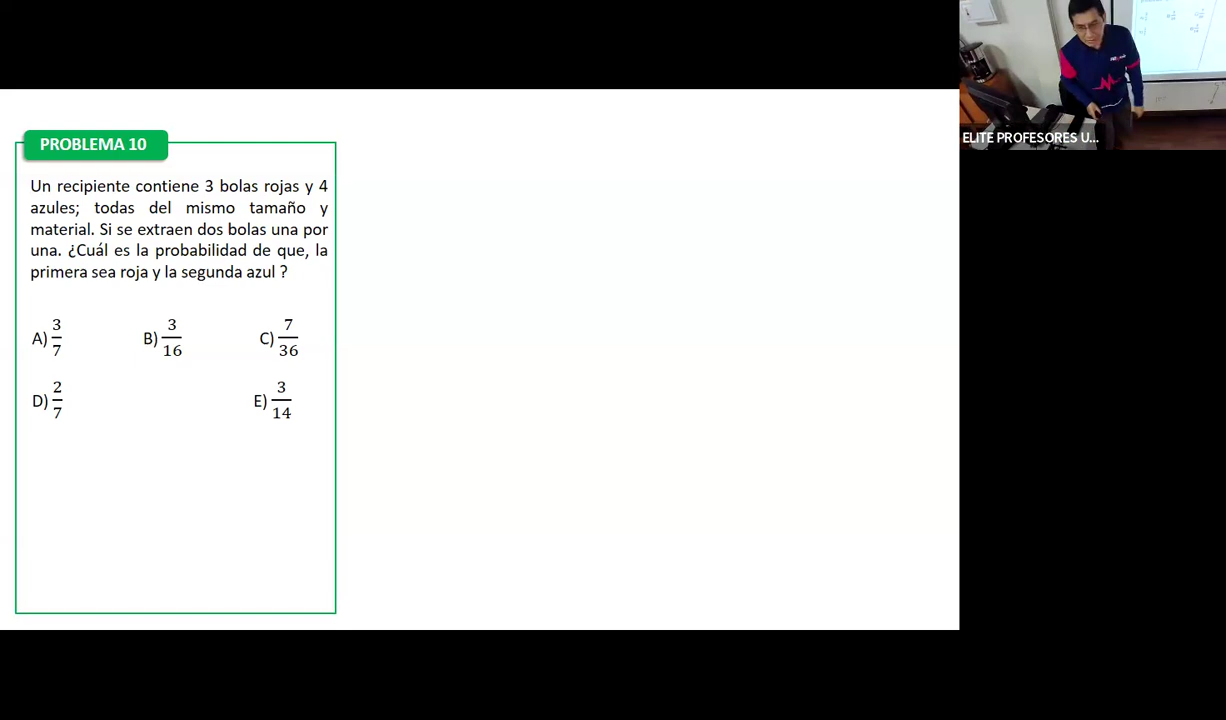 PROBLEMA 10
Un recipiente contiene 3 bolas rojas y 4
azules; todas del mismo tamaño y
material. Si se extraen dos bolas una por
una. ¿Cuál es la probabilidad de que, la
primera sea roja y la segunda azul ?
A) 3/7 B) 3/16 C) 7/36
D) 2/7 E) 3/14
ELITE PROFESORES U...